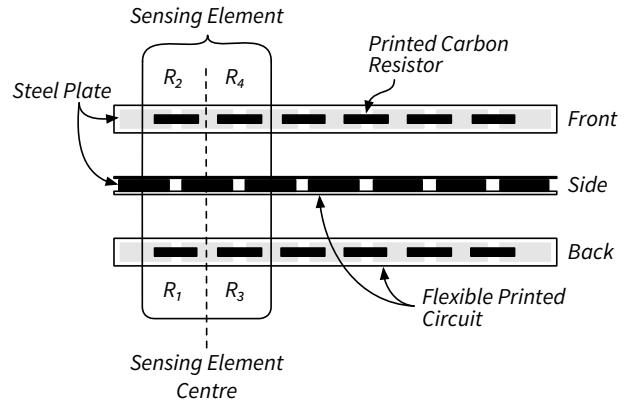 Sensing Element
Printed Carbon
Resistor
R2 R4
Steel Plate
Front
Side
Back
R1 R3
Flexible Printed
Circuit
Sensing Element
Centre